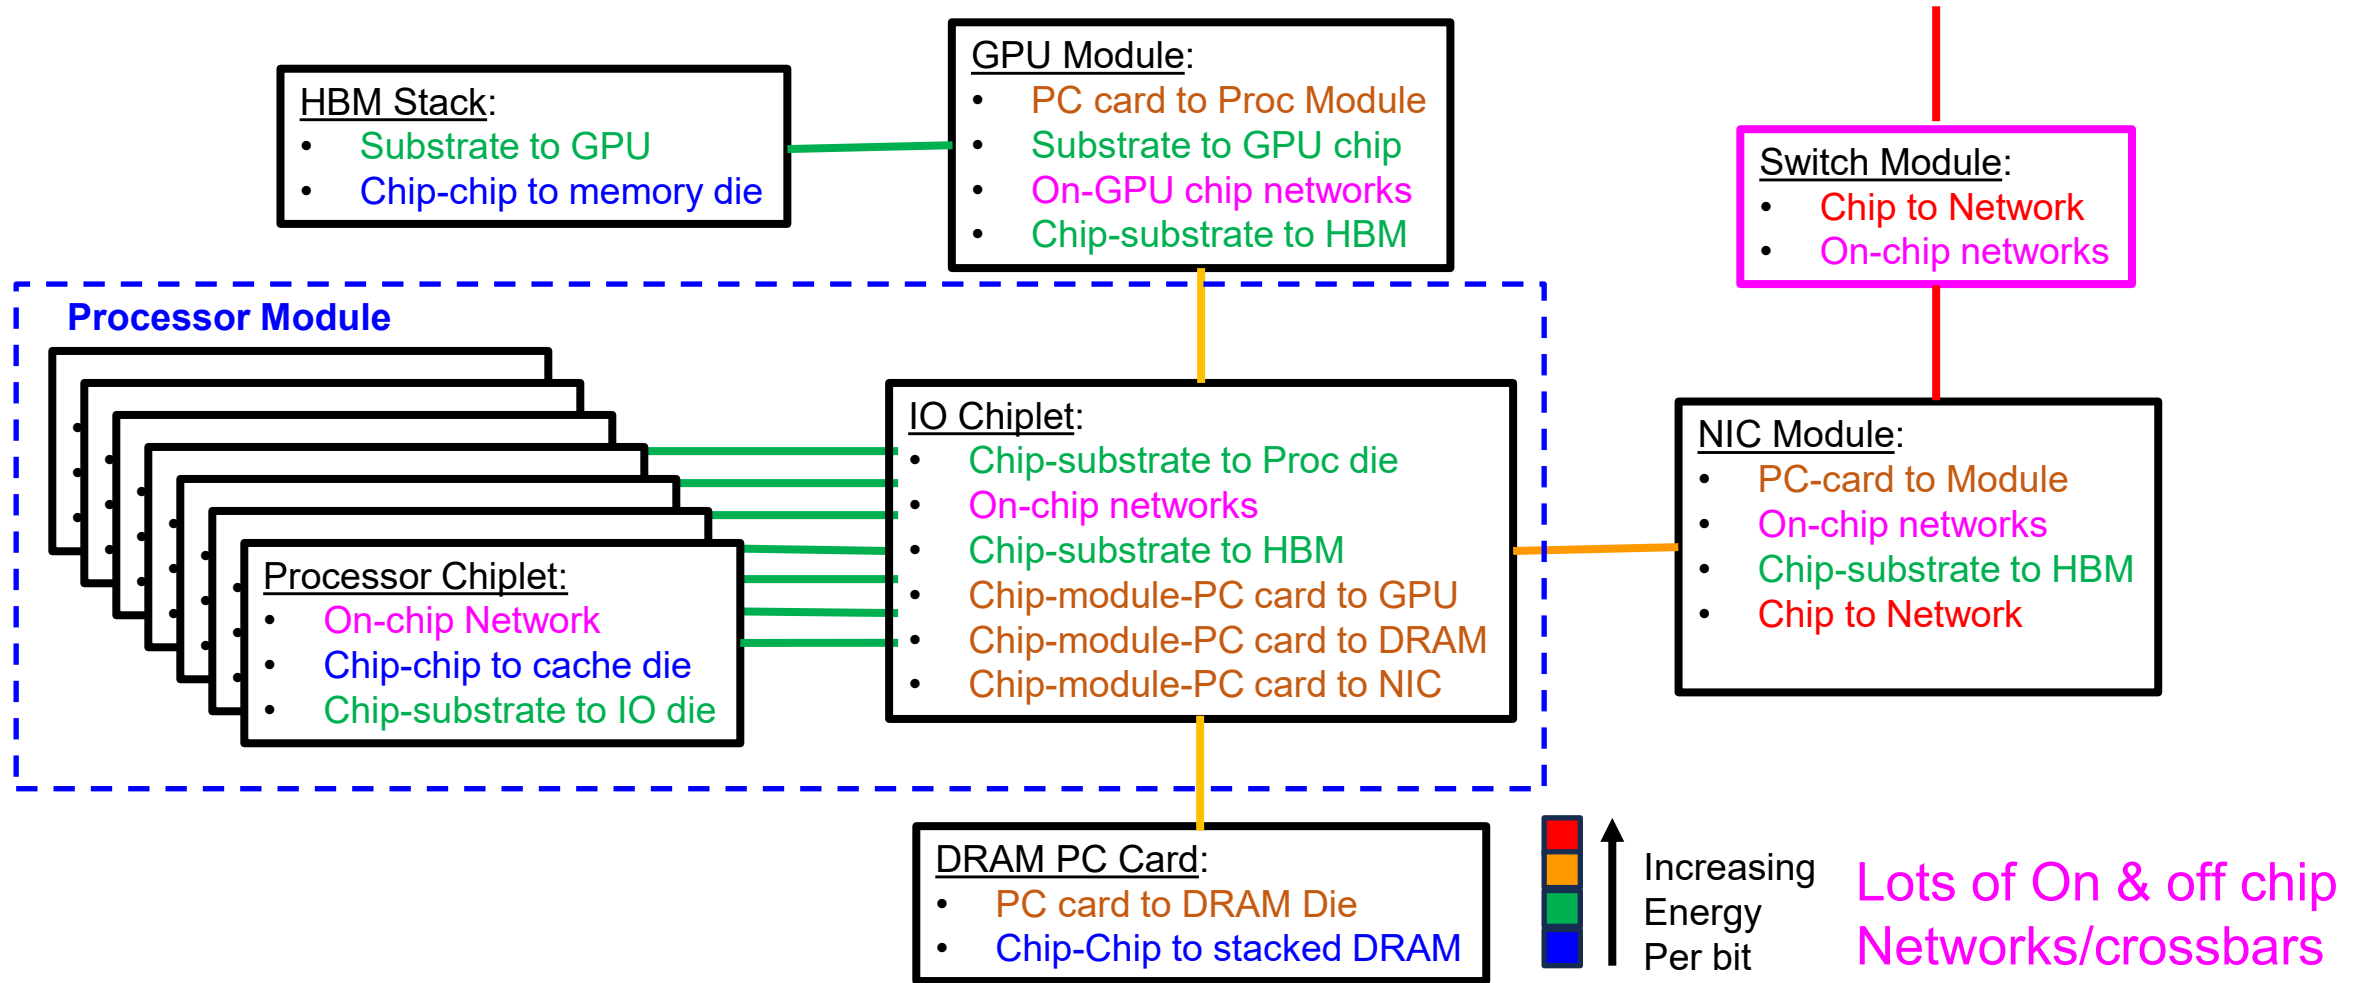 HBM Stack:
• Substrate to GPU
• Chip-chip to memory die
GPU Module:
• PC card to Proc Module
• Substrate to GPU chip
• On-GPU chip networks
• Chip-substrate to HBM
Switch Module:
• Chip to Network
• On-chip networks
Processor Module
Processor Chiplet:
• On-chip Network
• Chip-chip to cache die
• Chip-substrate to IO die
IO Chiplet:
• Chip-substrate to Proc die
• On-chip networks
• Chip-substrate to HBM
• Chip-module-PC card to GPU
• Chip-module-PC card to DRAM
• Chip-module-PC card to NIC
NIC Module:
• PC-card to Module
• On-chip networks
• Chip-substrate to HBM
• Chip to Network
DRAM PC Card:
• PC card to DRAM Die
• Chip-Chip to stacked DRAM
Increasing
Energy
Per bit
Lots of On & off chip
Networks/crossbars